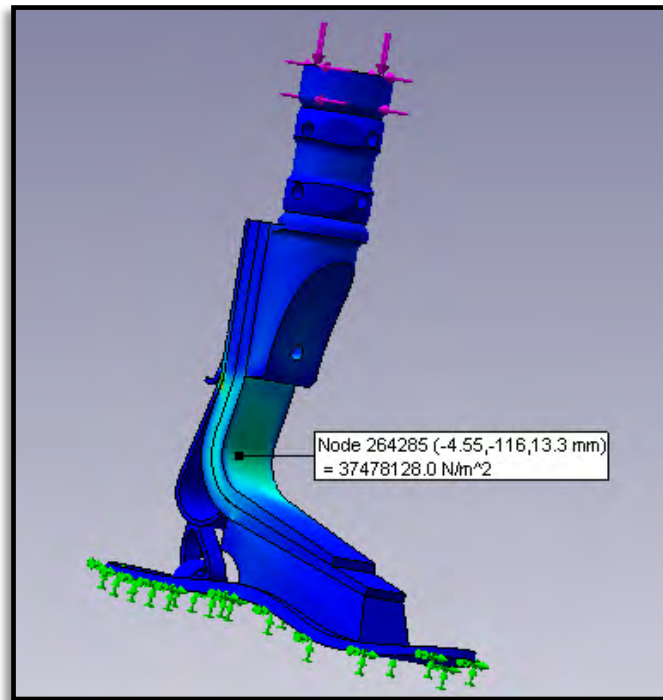 Node 264285 (-4.55,-116,13.3 mm)
= 37478128.0 N/m^2